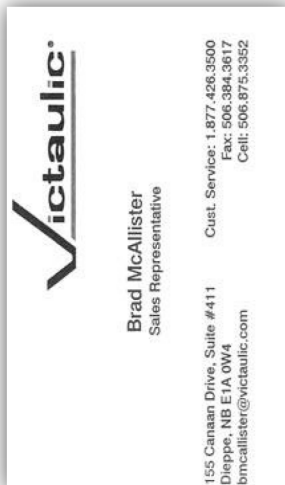 Victaulic®
Brad McAllister
Sales Representative
155 Canaan Drive, Suite #411
Dieppe, NB E1A 0W4
bmcallister@victaulic.com
Cust. Service: 1.877.426.3500
Fax: 506.384.3617
Cell: 506.875.3352